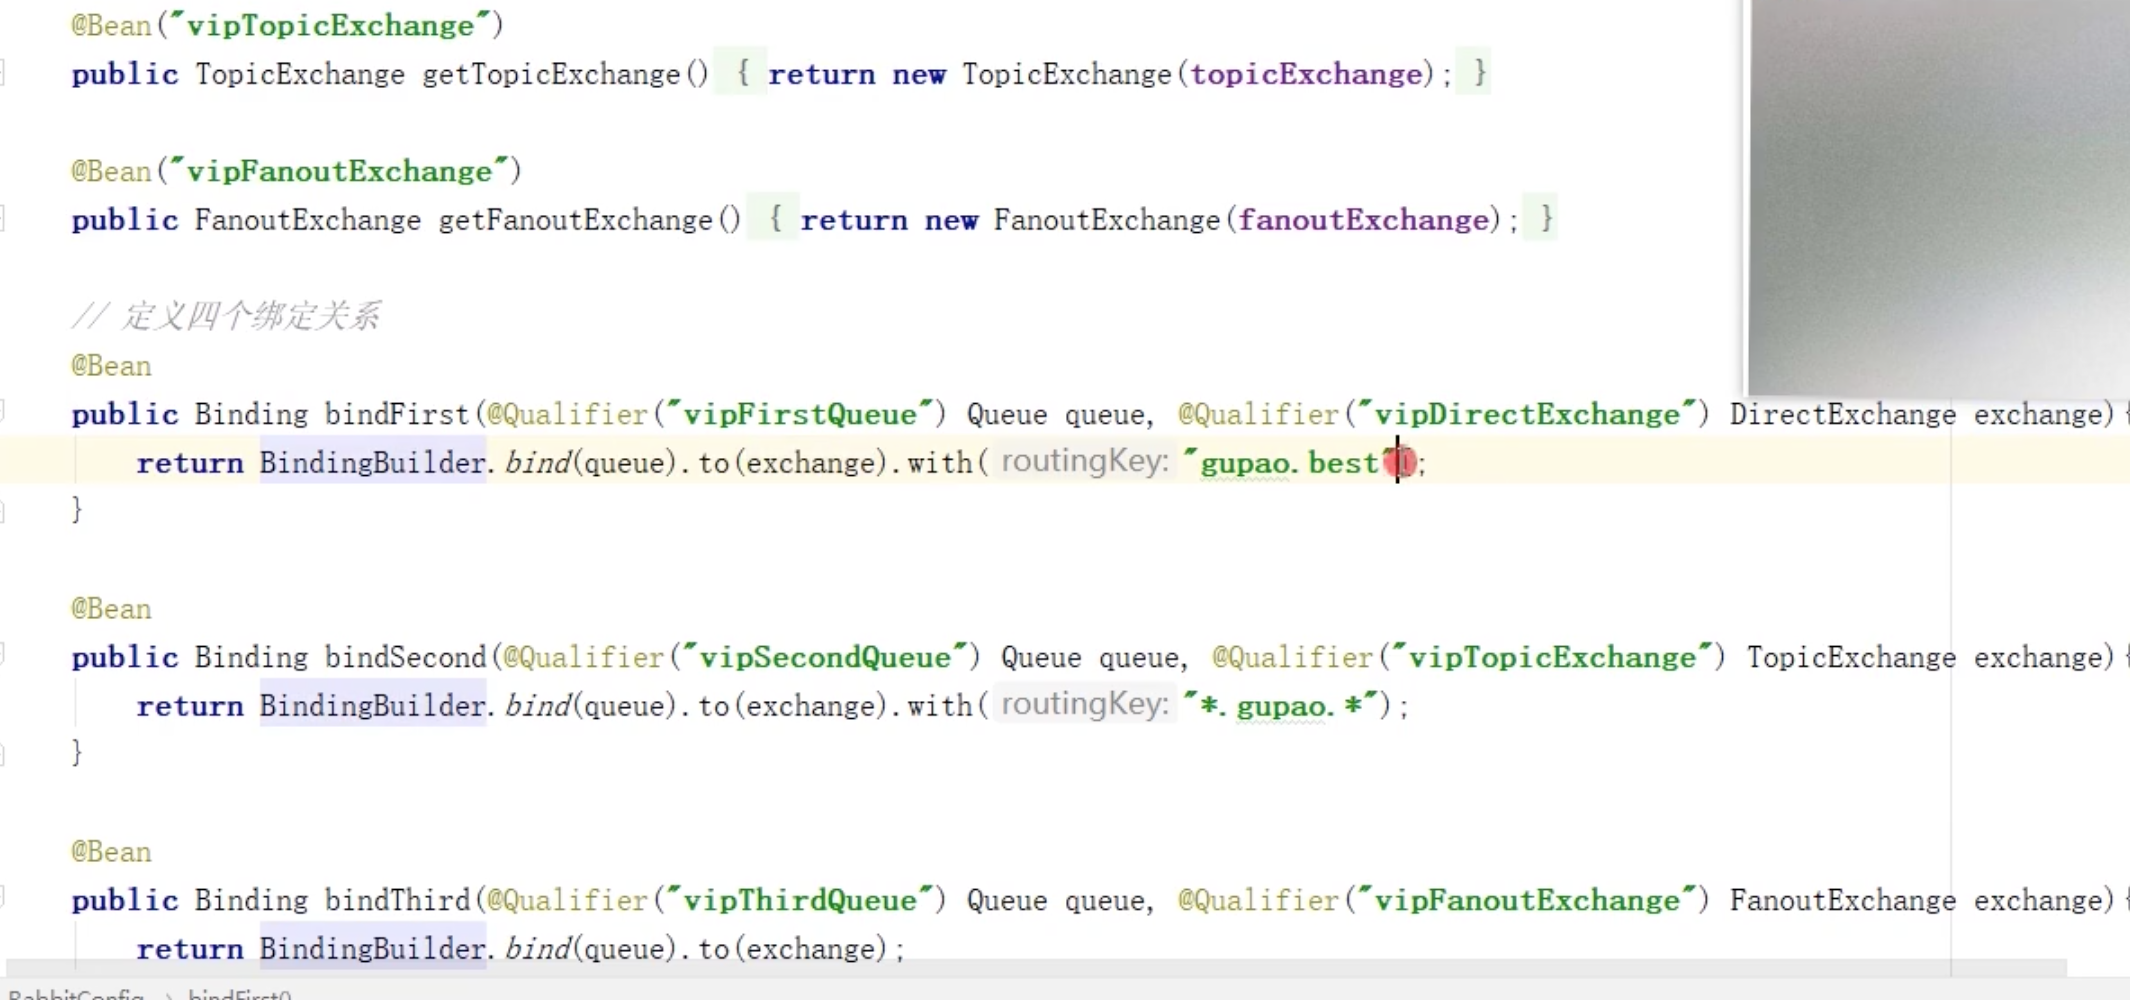 @Bean("vipTopicExchange")
public TopicExchange getTopicExchange() { return new TopicExchange(topicExchange); }
@Bean("vipFanoutExchange")
public FanoutExchange getFanoutExchange() { return new FanoutExchange(fanoutExchange); }
// 定义四个绑定关系
@Bean
public Binding bindFirst(@Qualifier("vipFirstQueue") Queue queue, @Qualifier("vipDirectExchange") DirectExchange exchange){
return BindingBuilder.bind(queue).to(exchange).with( routingKey: "gupao.best");
}
@Bean
public Binding bindSecond(@Qualifier("vipSecondQueue") Queue queue, @Qualifier("vipTopicExchange") TopicExchange exchange){
return BindingBuilder.bind(queue).to(exchange).with( routingKey: "*.gupao.*");
}
@Bean
public Binding bindThird(@Qualifier("vipThirdQueue") Queue queue, @Qualifier("vipFanoutExchange") FanoutExchange exchange){
return BindingBuilder.bind(queue).to(exchange);
RabbitConfig > bindFirst()